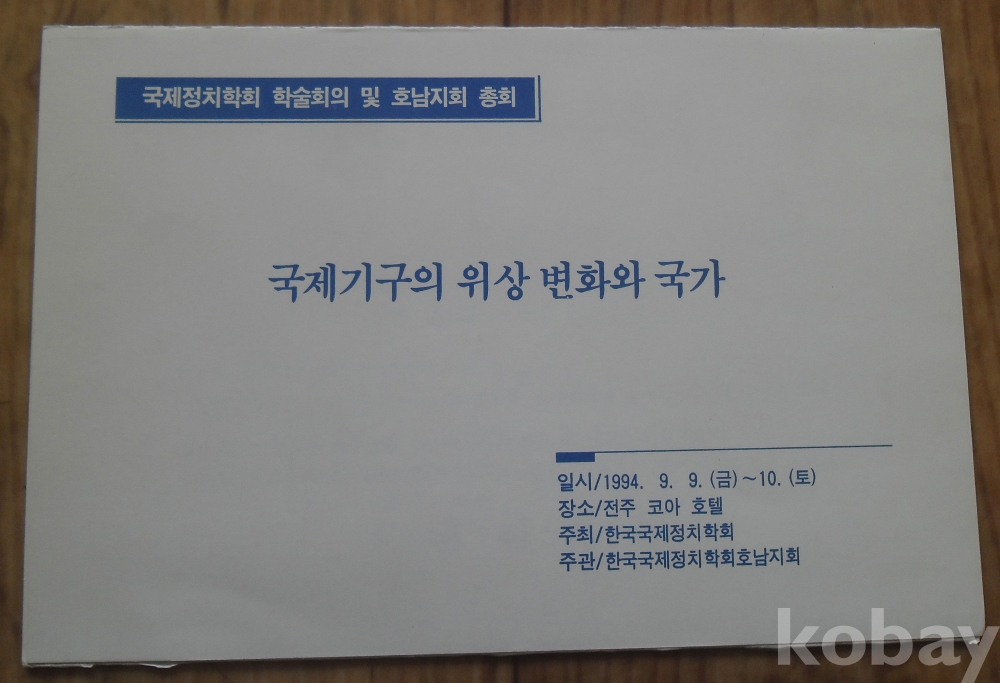 국제정치학회 학술회의 및 호남지회 총회
국제기구의 위상 변화와 국가
일시/1994. 9. 9.(금)~10.(토)
장소/전주 코아 호텔
주최/한국국제정치학회
주관/한국국제정치학회호남지회
kobay